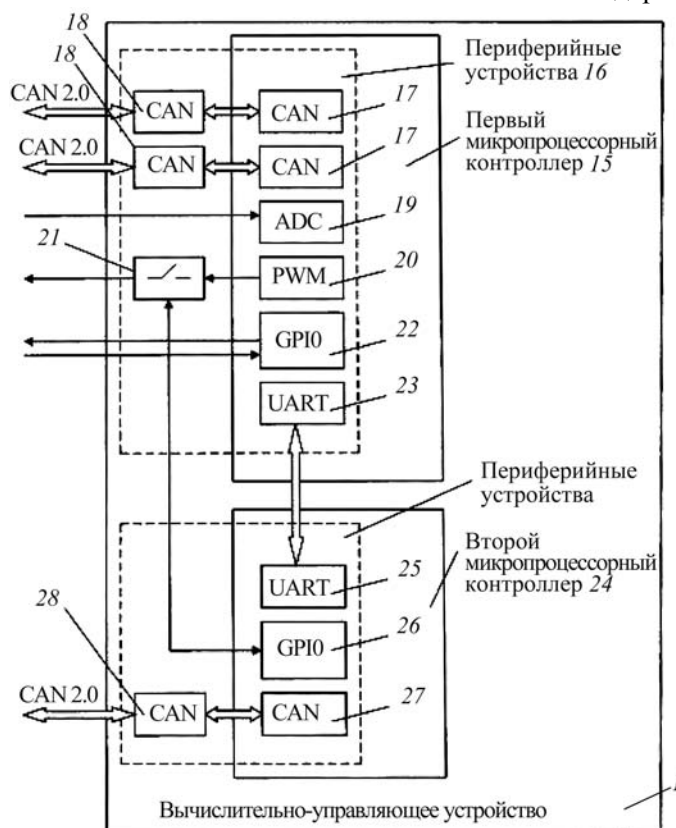 18
18
CAN 2.0
CAN
CAN
17
Периферийные
устройства 16
CAN 2.0
CAN
CAN
17
Первый
микропроцессорный
контроллер 15
ADC
19
21
PWM
20
GPI0
22
UART
23
Периферийные
устройства
UART
25
Второй
микропроцессорный
контроллер 24
GPI0
26
28
CAN 2.0
CAN
CAN
27
Вычислительно-управляющее устройство